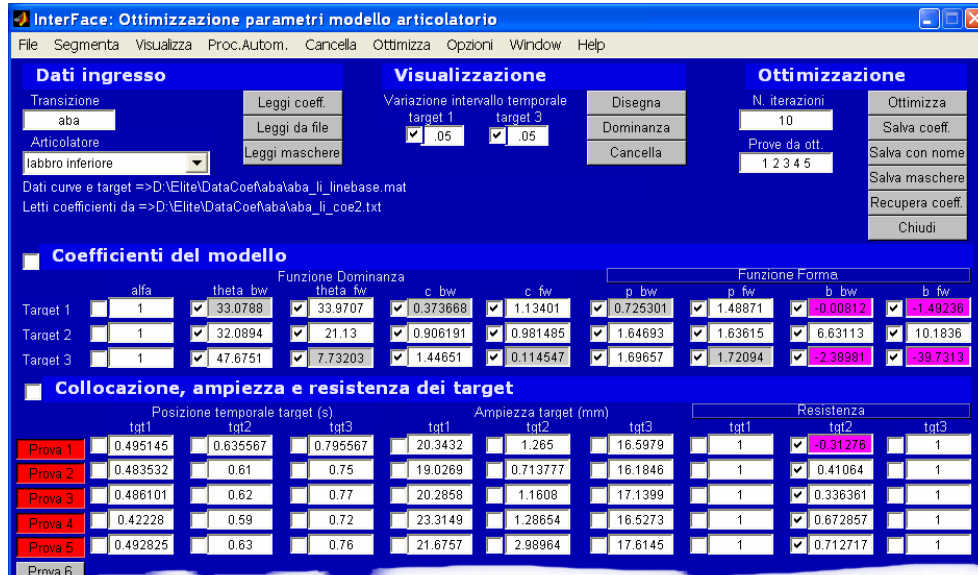 InterFace: Ottimizzazione parametri modello articolatorio
File Segmenta Visualizza Proc.Autom. Cancella Ottimizza Opzioni Window Help
Dati ingresso Visualizzazione Ottimizzazione
Transizione Leggi coeff. Variazione intervallo temporale Disegna N. iterazioni Ottimizza
aba Leggi da file target 1 target 3 Dominanza 10 Salva coeff.
Articolatore .05 .05 Prove da ott.
labbro inferiore Leggi maschere Cancella 1 2 3 4 5 Salva con nome
Dati curve e target =>D:\Elite\DataCoef\aba\aba_li_linebase.mat Salva maschere
Letti coefficienti da =>D:\Elite\DataCoef\aba\aba_li_coe2.txt Recupera coeff.
Chiudi
Coefficienti del modello
Funzione Dominanza Funzione Forma
alfa theta bw theta fw c bw c fw p bw p fw b bw b fw
Target 1 1 33.0788 33.9707 0.373668 1.13401 0.725301 1.48871 -0.00812 -1.49236
Target 2 1 32.0894 21.13 0.906191 0.981485 1.64693 1.63615 6.63113 10.1836
Target 3 1 47.6751 7.73203 1.44651 0.114547 1.69657 1.72094 -2.38981 -39.7313
Collocazione, ampiezza e resistenza dei target
Posizione temporale target (s) Ampiezza target (mm) Resistenza
tgt1 tgt2 tgt3 tgt1 tgt2 tgt3 tgt1 tgt2 tgt3
Prova 1 0.495145 0.635567 0.795567 20.3432 1.265 16.5979 1 -0.31276 1
Prova 2 0.483532 0.61 0.75 19.0269 0.713777 16.1846 1 0.41064 1
Prova 3 0.486101 0.62 0.77 20.2858 1.1608 17.1399 1 0.336361 1
Prova 4 0.42228 0.59 0.72 23.3149 1.28654 16.5273 1 0.672857 1
Prova 5 0.492825 0.63 0.76 21.6757 2.98964 17.6145 1 0.712717 1
Prova 6